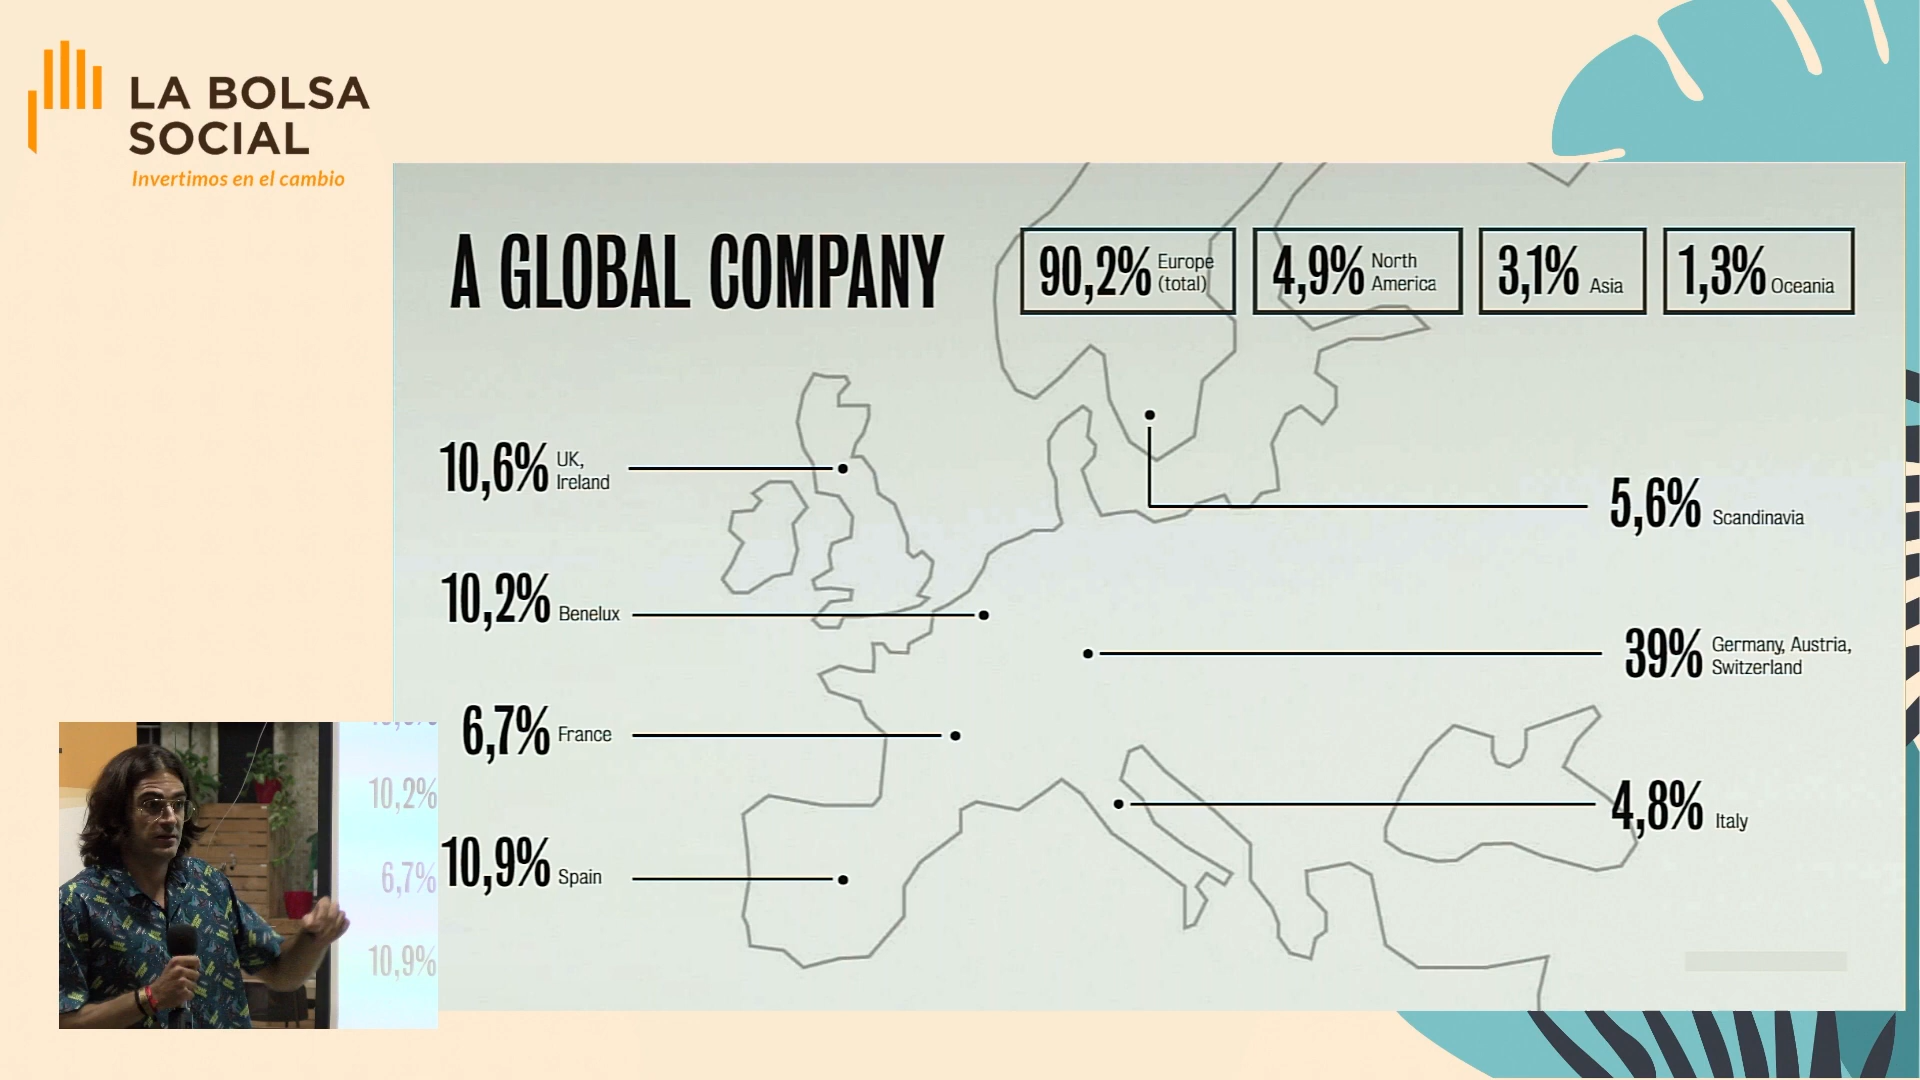 LA BOLSA
SOCIAL
Invertimos en el cambio
A GLOBAL COMPANY
90,2% Europe
(total)
4,9% North
America
3,1% Asia
1,3% Oceania
10,6% UK,
Ireland
5,6% Scandinavia
10,2% Benelux
39% Germany, Austria,
Switzerland
6,7% France
4,8% Italy
10,9% Spain
10,2%
6,7%
10,9%